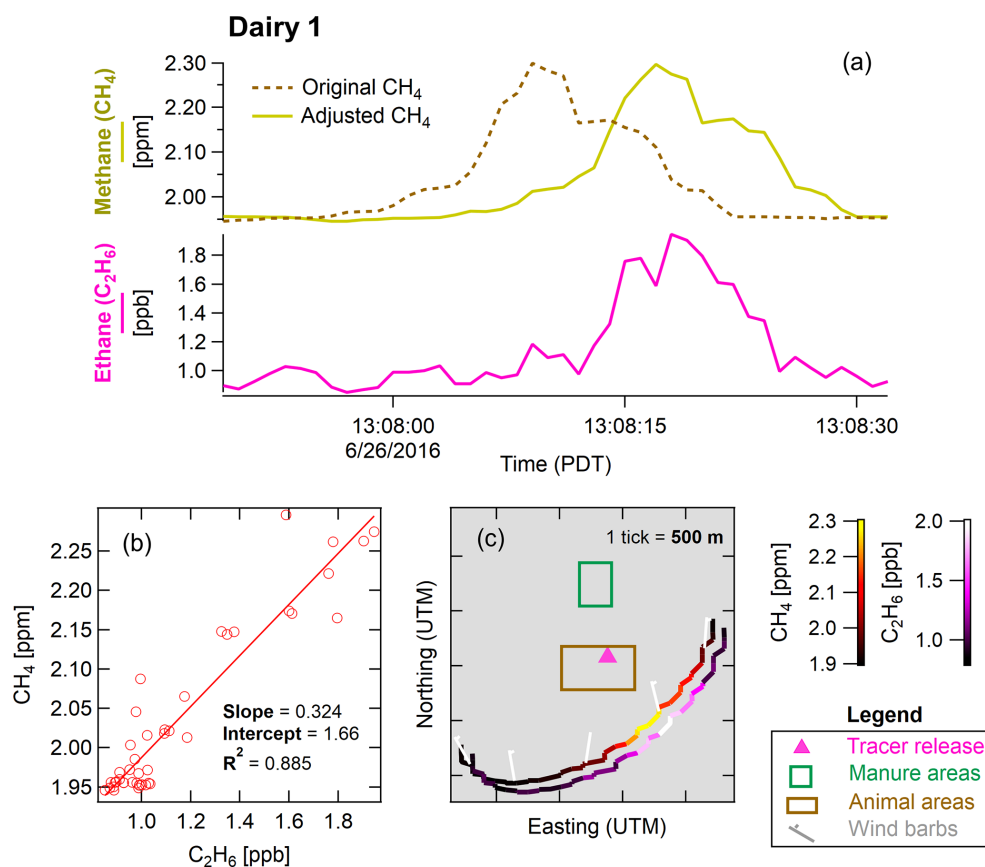 Dairy 1
(a)
Original CH4
Adjusted CH4
Methane (CH4)
[ppm]
2.30
2.20
2.10
2.00
Ethane (C2H6)
[ppb]
1.8
1.6
1.4
1.2
1.0
13:08:00
6/26/2016
13:08:15
13:08:30
Time (PDT)
(b)
CH4 [ppm]
2.25
2.20
2.15
2.10
2.05
2.00
1.95
Slope = 0.324
Intercept = 1.66
R2 = 0.885
1.0
1.2
1.4
1.6
1.8
C2H6 [ppb]
(c)
1 tick = 500 m
Northing (UTM)
Easting (UTM)
CH4 [ppm]
2.3
2.2
2.1
2.0
1.9
C2H6 [ppb]
2.0
1.5
1.0
Legend
Tracer release
Manure areas
Animal areas
Wind barbs